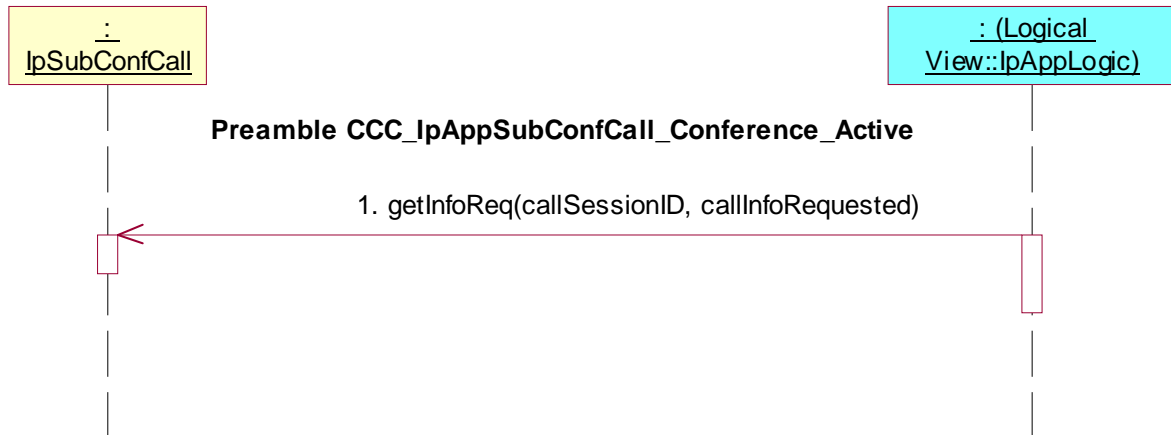 :
IpSubConfCall
: (Logical
View::IpAppLogic)
Preamble CCC_IpAppSubConfCall_Conference_Active
1. getInfoReq(callSessionID, callInfoRequested)